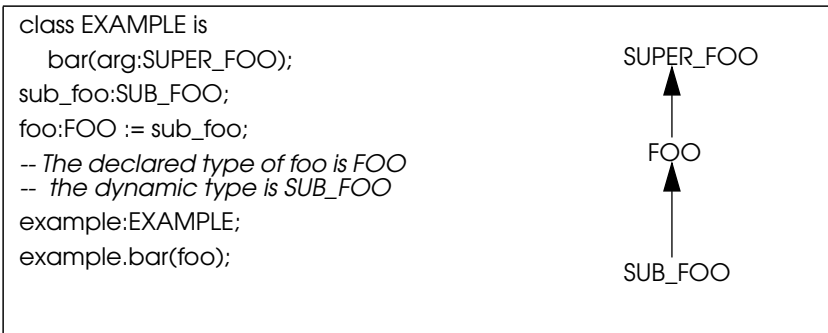 class EXAMPLE is
bar(arg:SUPER_FOO);
sub_foo:SUB_FOO;
foo:FOO := sub_foo;
-- The declared type of foo is FOO
-- the dynamic type is SUB_FOO
example:EXAMPLE;
example.bar(foo);
SUPER_FOO
FOO
SUB_FOO